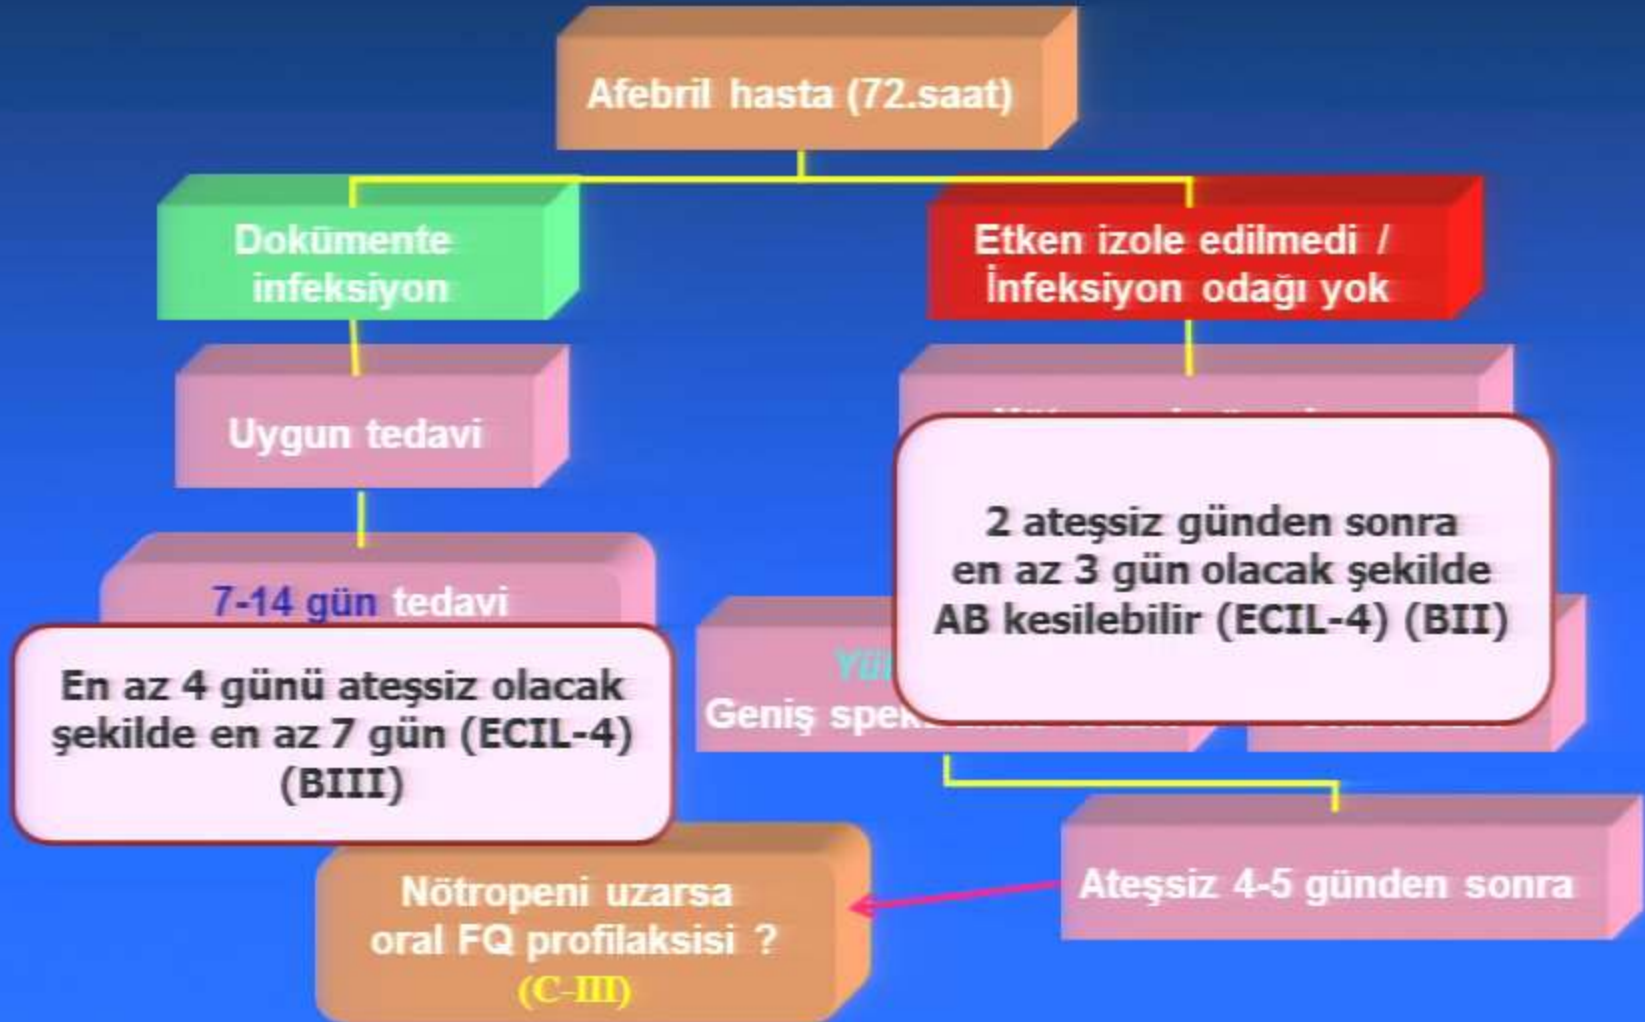 Afebril hasta (72.saat)
Dokümente
infeksiyon
Etken izole edilmedi /
İnfeksiyon odağı yok
Uygun tedavi
2 ateşsiz günden sonra
en az 3 gün olacak şekilde
AB kesilebilir (ECIL-4) (BII)
7-14 gün tedavi
En az 4 günü ateşsiz olacak
şekilde en az 7 gün (ECIL-4)
(BIII)
Geniş
Ateşsiz 4-5 günden sonra
Nötropeni uzarsa
oral FQ profilaksisi ?
(C-III)